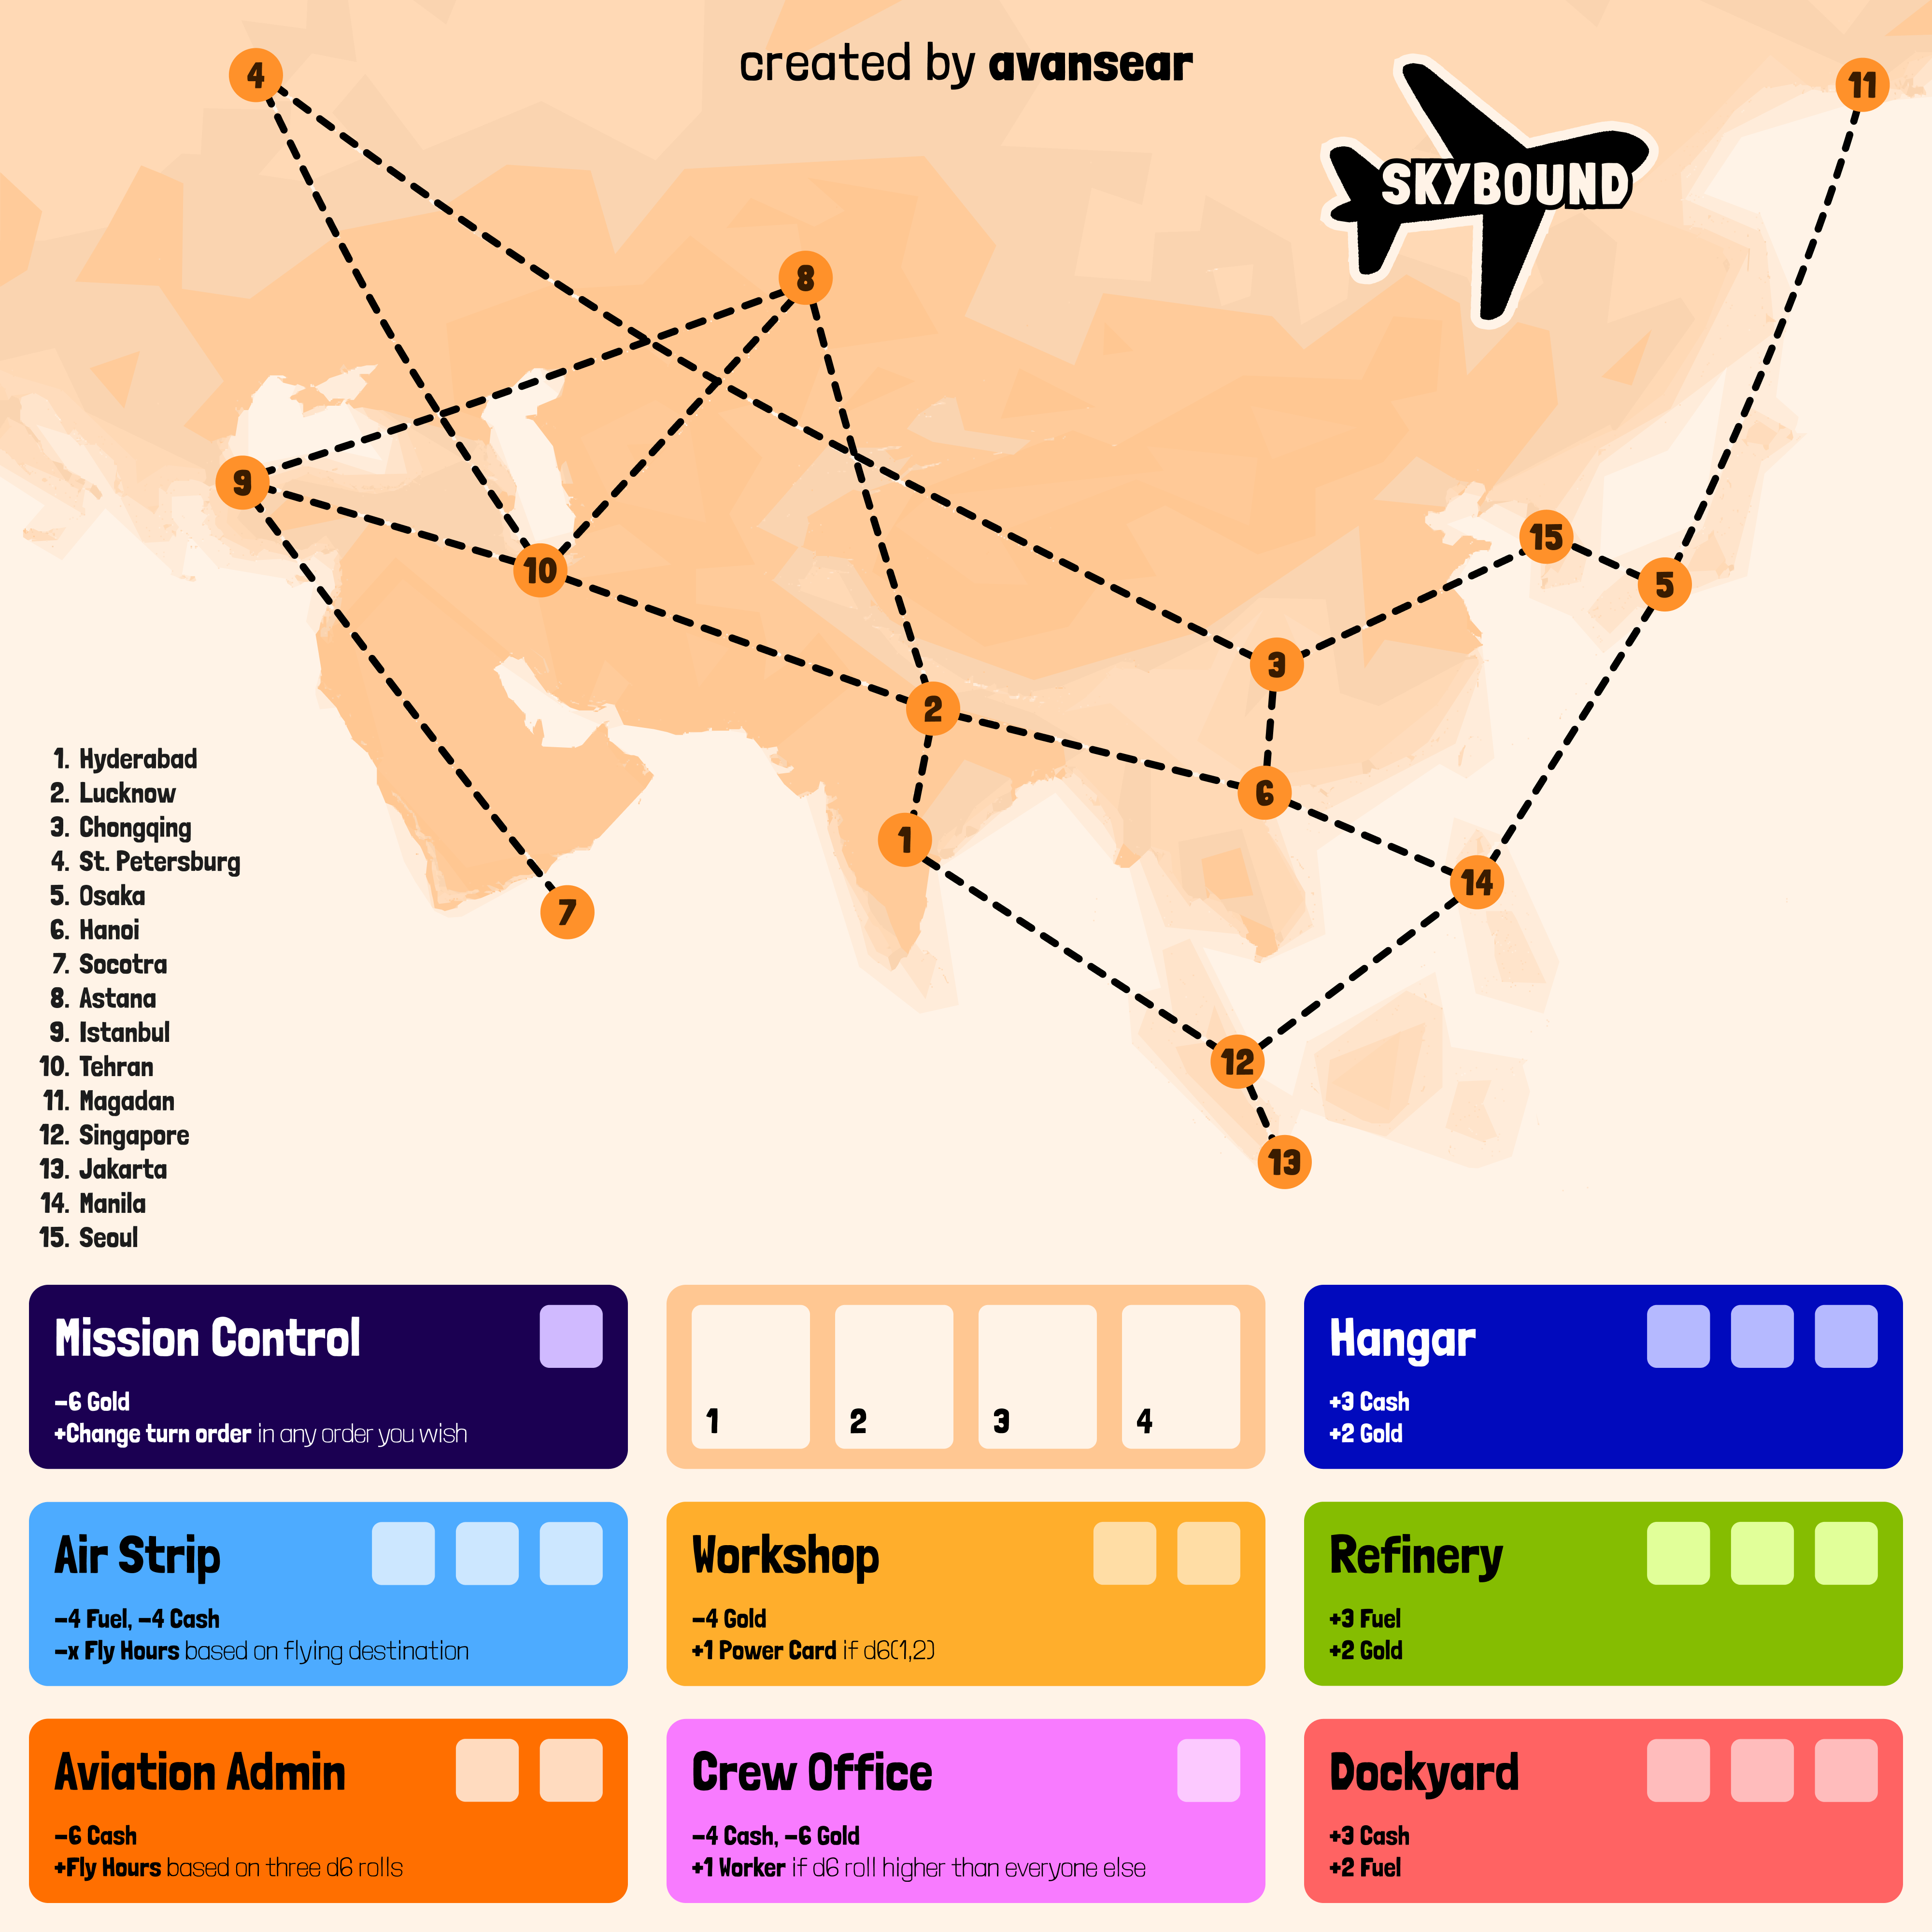 created by avansear
SKYBOUND
4
11
8
9
10
15
5
3
2
6
1
14
7
12
13
1. Hyderabad
2. Lucknow
3. Chongqing
4. St. Petersburg
5. Osaka
6. Hanoi
7. Socotra
8. Astana
9. Istanbul
10. Tehran
11. Magadan
12. Singapore
13. Jakarta
14. Manila
15. Seoul
Mission Control
–6 Gold
+Change turn order in any order you wish
1 2 3 4
Hangar
+3 Cash
+2 Gold
Air Strip
–4 Fuel, –4 Cash
–x Fly Hours based on flying destination
Workshop
–4 Gold
+1 Power Card if d6(1,2)
Refinery
+3 Fuel
+2 Gold
Aviation Admin
–6 Cash
+Fly Hours based on three d6 rolls
Crew Office
–4 Cash, –6 Gold
+1 Worker if d6 roll higher than everyone else
Dockyard
+3 Cash
+2 Fuel